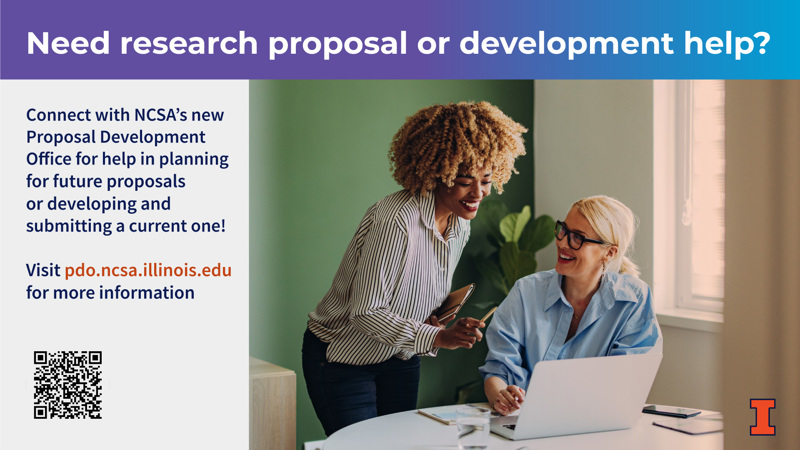 Need research proposal or development help?
Connect with NCSA's new
Proposal Development
Office for help in planning
for future proposals
or developing and
submitting a current one!
Visit pdo.ncsa.illinois.edu
for more information
I